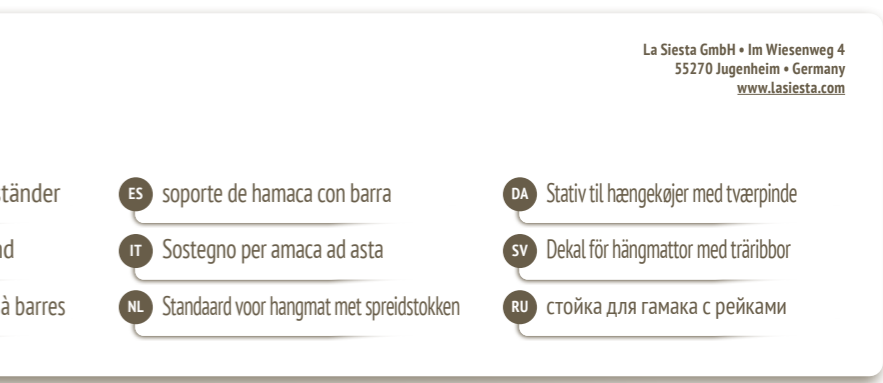 La Siesta GmbH • Im Wiesenweg 4
55270 Jugenheim • Germany
www.lasiesta.com
ständer
ES soporte de hamaca con barra
DA Stativ til hængekøjer med tværpinde
nd
IT Sostegno per amaca ad asta
SV Dekal för hängmattor med träribbor
à barres
NL Standaard voor hangmat met spreidstokken
RU стойка для гамака с рейками